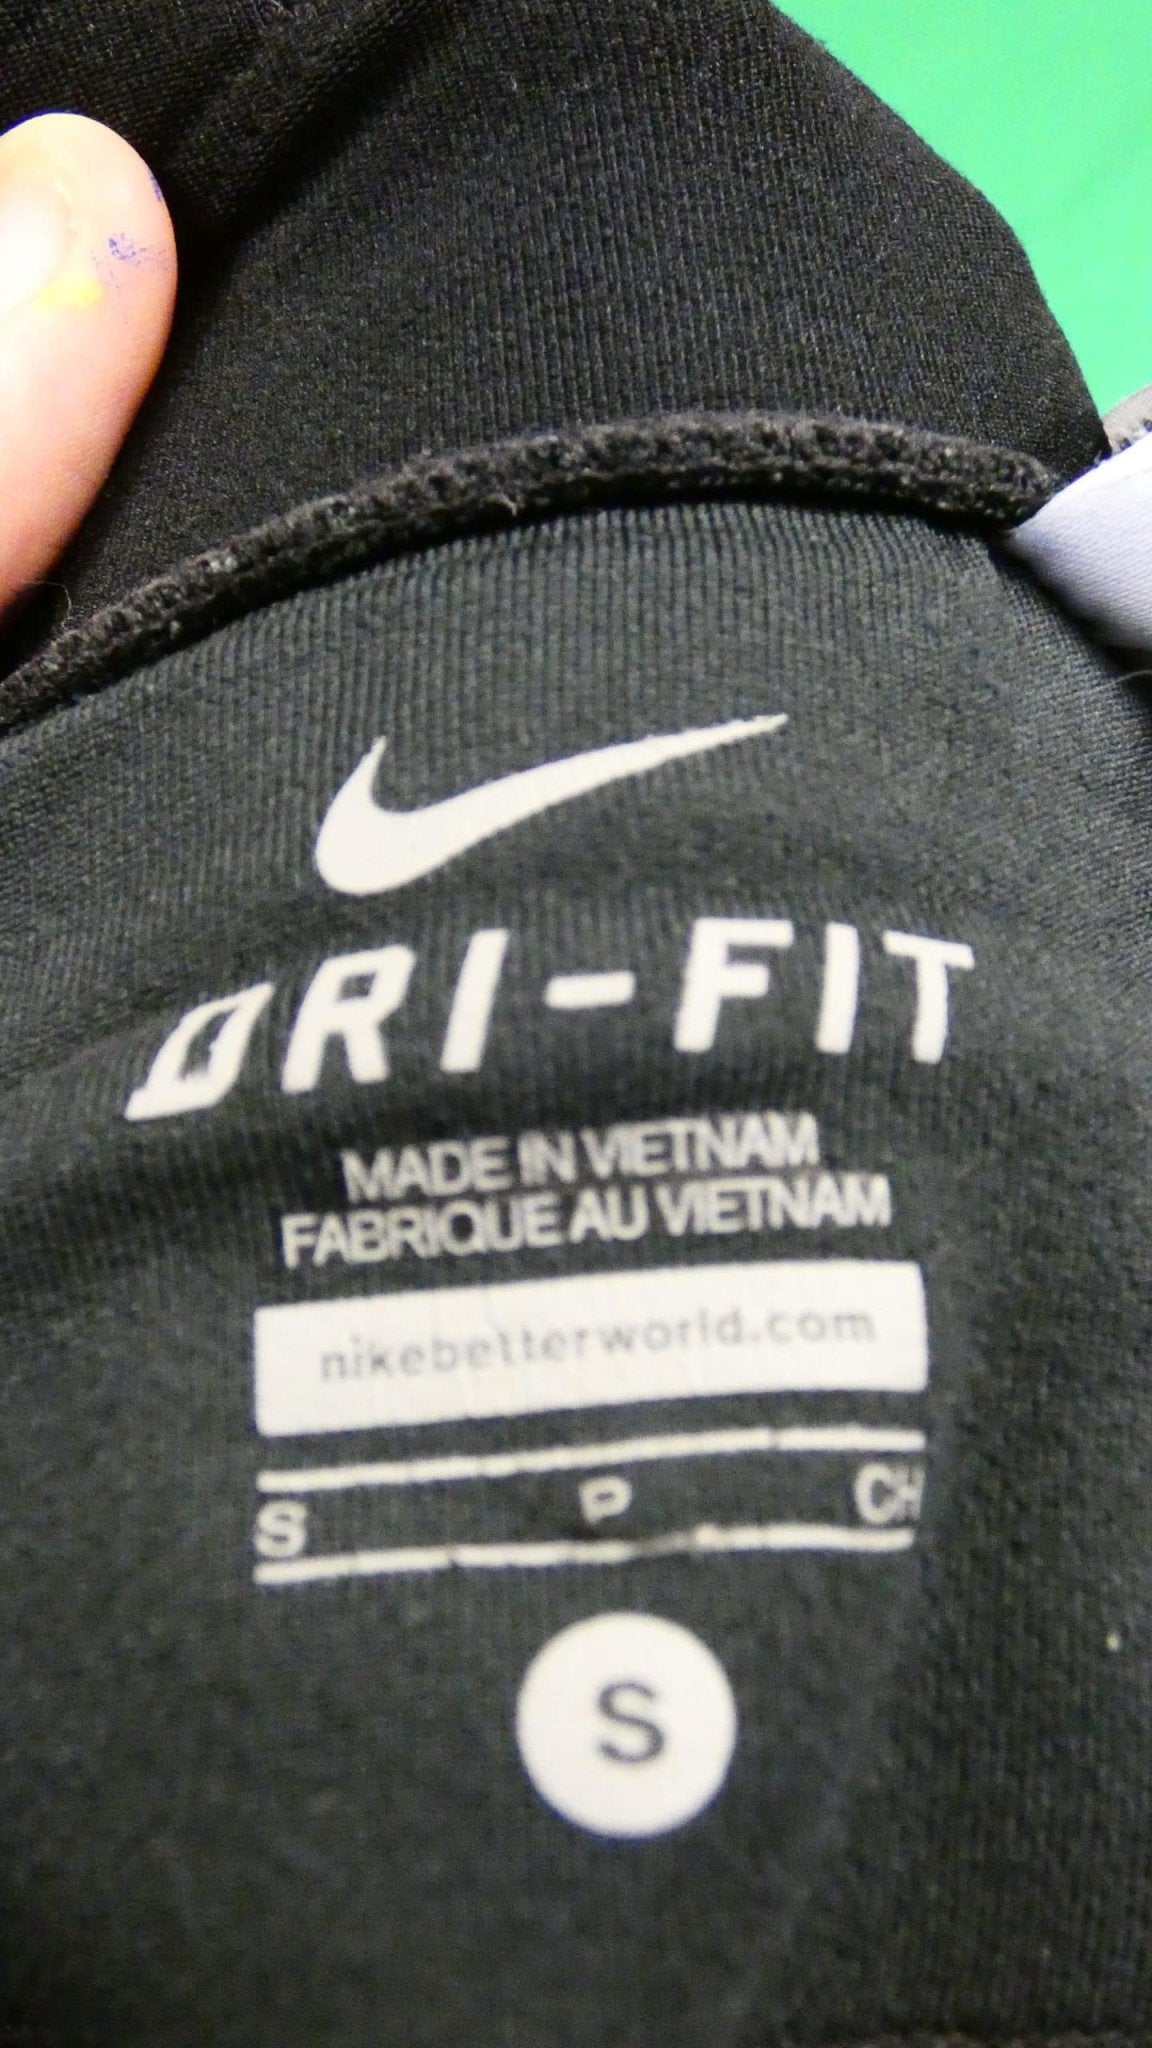 DRI-FIT
MADE IN VIETNAM
FABRIQUE AU VIETNAM
nikebetterworld.com
S P CH
S